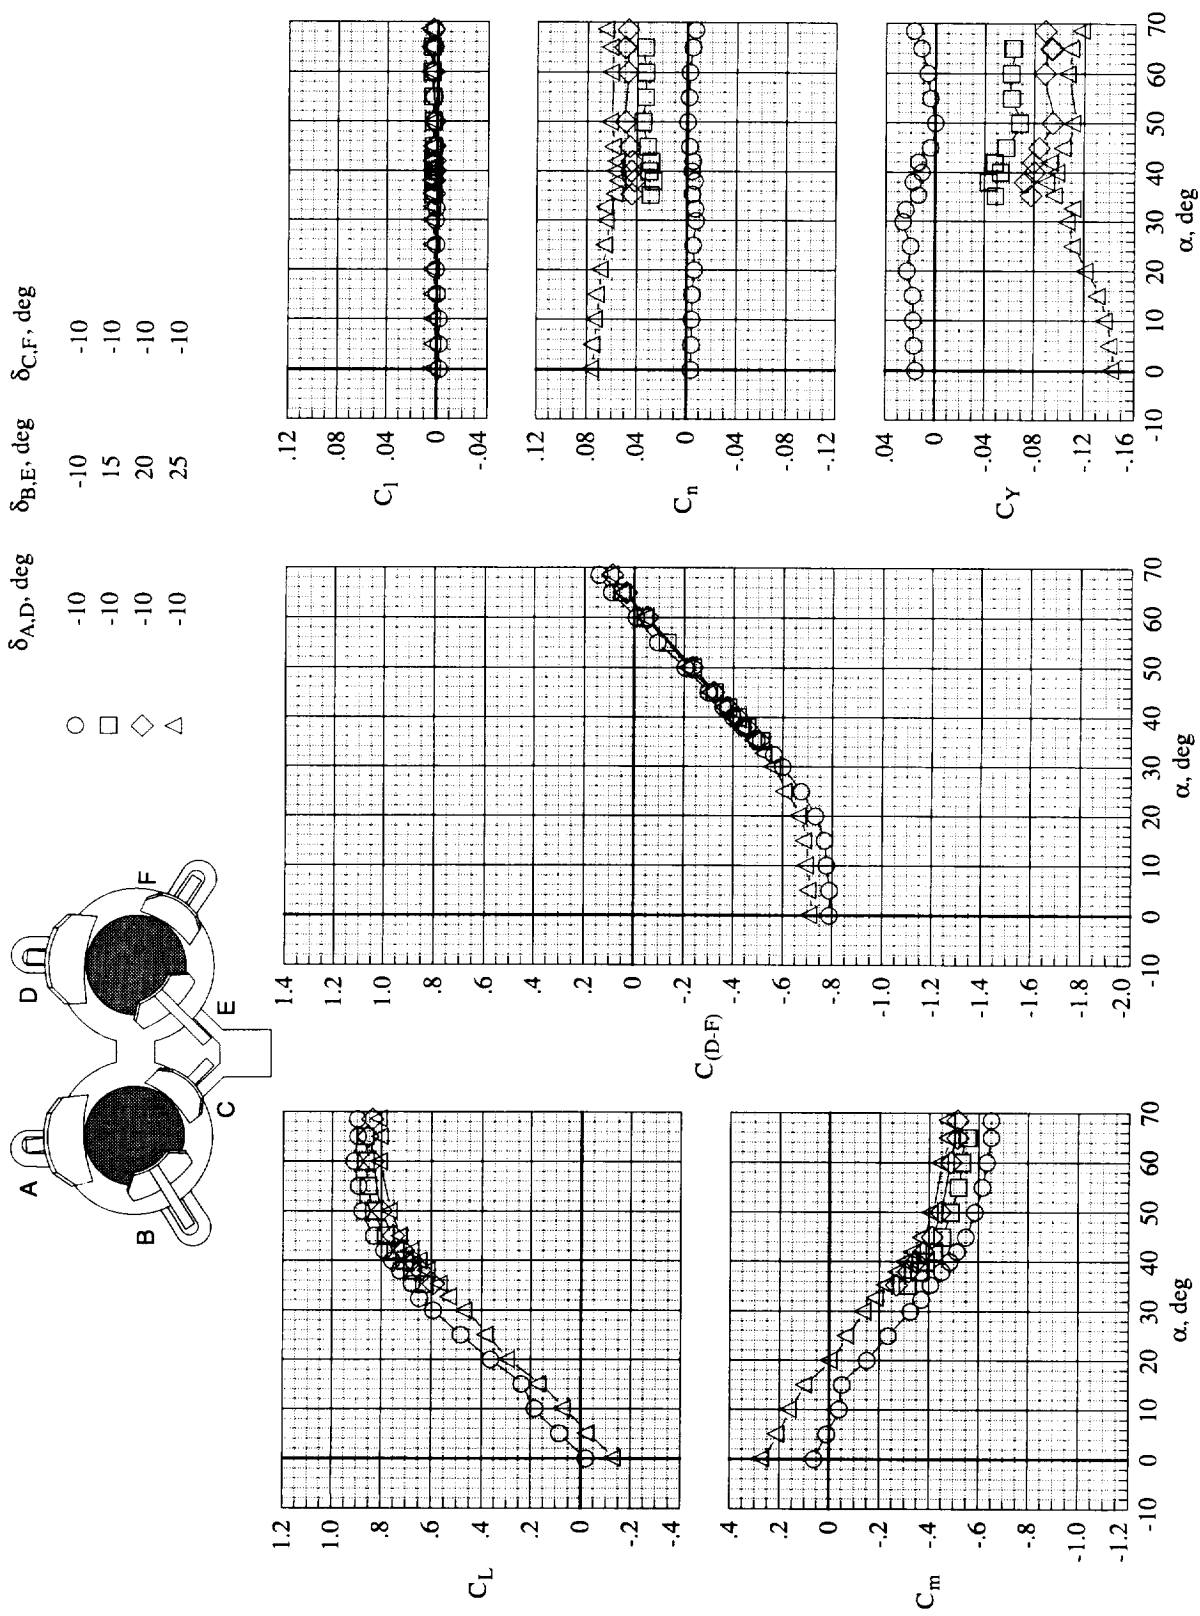 δA,D, deg δB,E, deg δC,F, deg
○ -10 -10 -10
□ -10 15 -10
◇ -10 20 -10
△ -10 25 -10
A
B
C
D
E
F
1.2
1.0
.8
.6
.4
.2
0
-.2
-.4
CL
.4
.2
0
-.2
-.4
-.6
-.8
-1.0
-1.2
Cm
-10 0 10 20 30 40 50 60 70
α, deg
1.4
1.2
1.0
.8
.6
.4
.2
0
-.2
-.4
-.6
-.8
-1.0
-1.2
-1.4
-1.6
-1.8
-2.0
C(D-F)
-10 0 10 20 30 40 50 60 70
α, deg
.12
.08
.04
0
-.04
Cl
.12
.08
.04
0
-.04
-.08
-.12
Cn
.04
0
-.04
-.08
-.12
-.16
CY
-10 0 10 20 30 40 50 60 70
α, deg